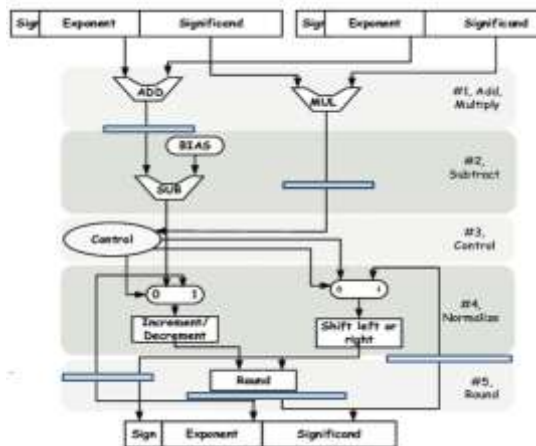 Sign Exponent Significand Sign Exponent Significand
ADD
MUL
#1, Add,
Multiply
BIAS
#2,
Subtract
SUB
#3,
Control
Control
0 1
0 1
#4,
Normalize
Increment/
Decrement
Shift left or
right
Round
#5,
Round
Sign Exponent Significand